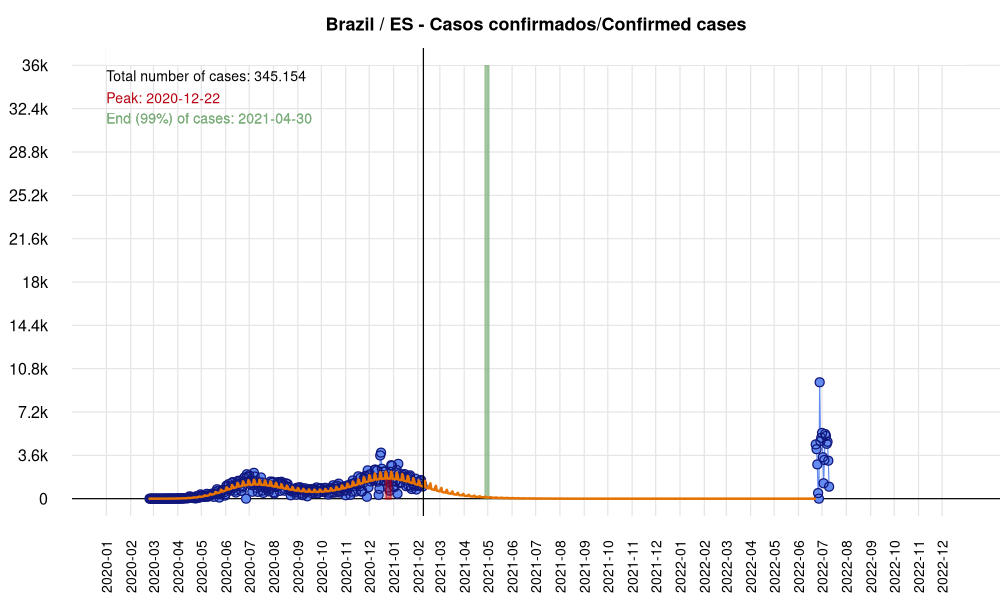 Brazil / ES - Casos confirmados/Confirmed cases
36k
Total number of cases: 345.154
Peak: 2020-12-22
32.4k
End (99%) of cases: 2021-04-30
28.8k
25.2k
21.6k
18k
14.4k
10.8k
7.2k
3.6k
0
2020-01
2020-02
2020-03
2020-04
2020-05
2020-06
2020-07
2020-08
2020-09
2020-10
2020-11
2020-12
2021-01
2021-02
2021-03
2021-04
2021-05
2021-06
2021-07
2021-08
2021-09
2021-10
2021-11
2021-12
2022-01
2022-02
2022-03
2022-04
2022-05
2022-06
2022-07
2022-08
2022-09
2022-10
2022-11
2022-12